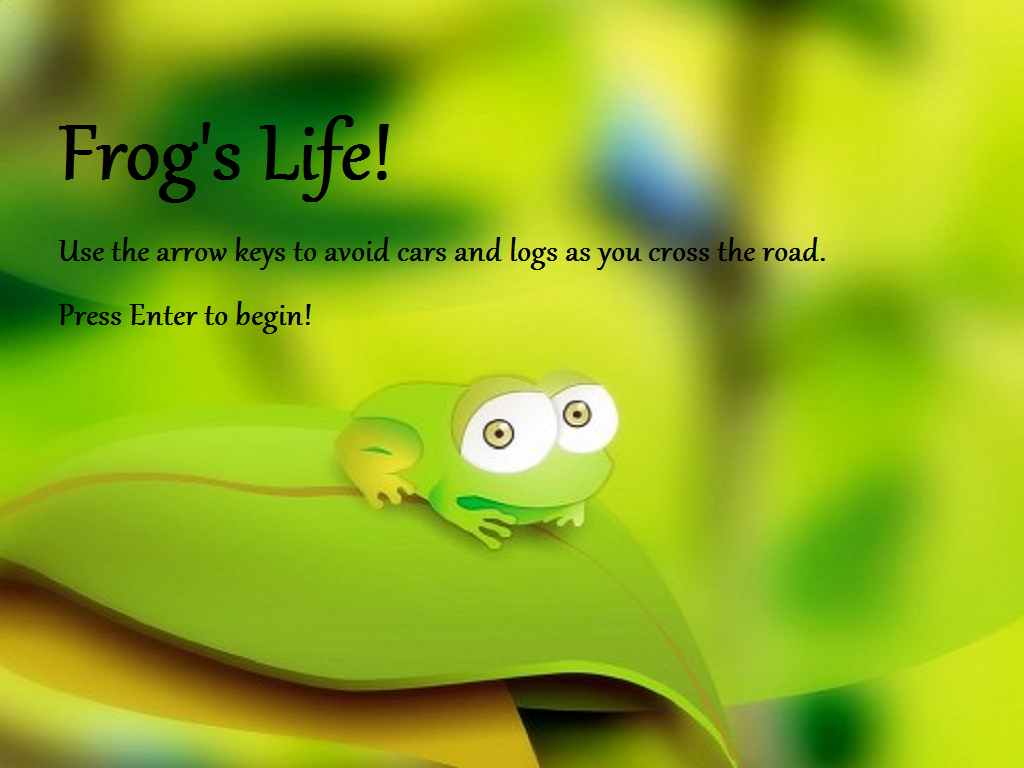 Frog's Life!
Use the arrow keys to avoid cars and logs as you cross the road.
Press Enter to begin!